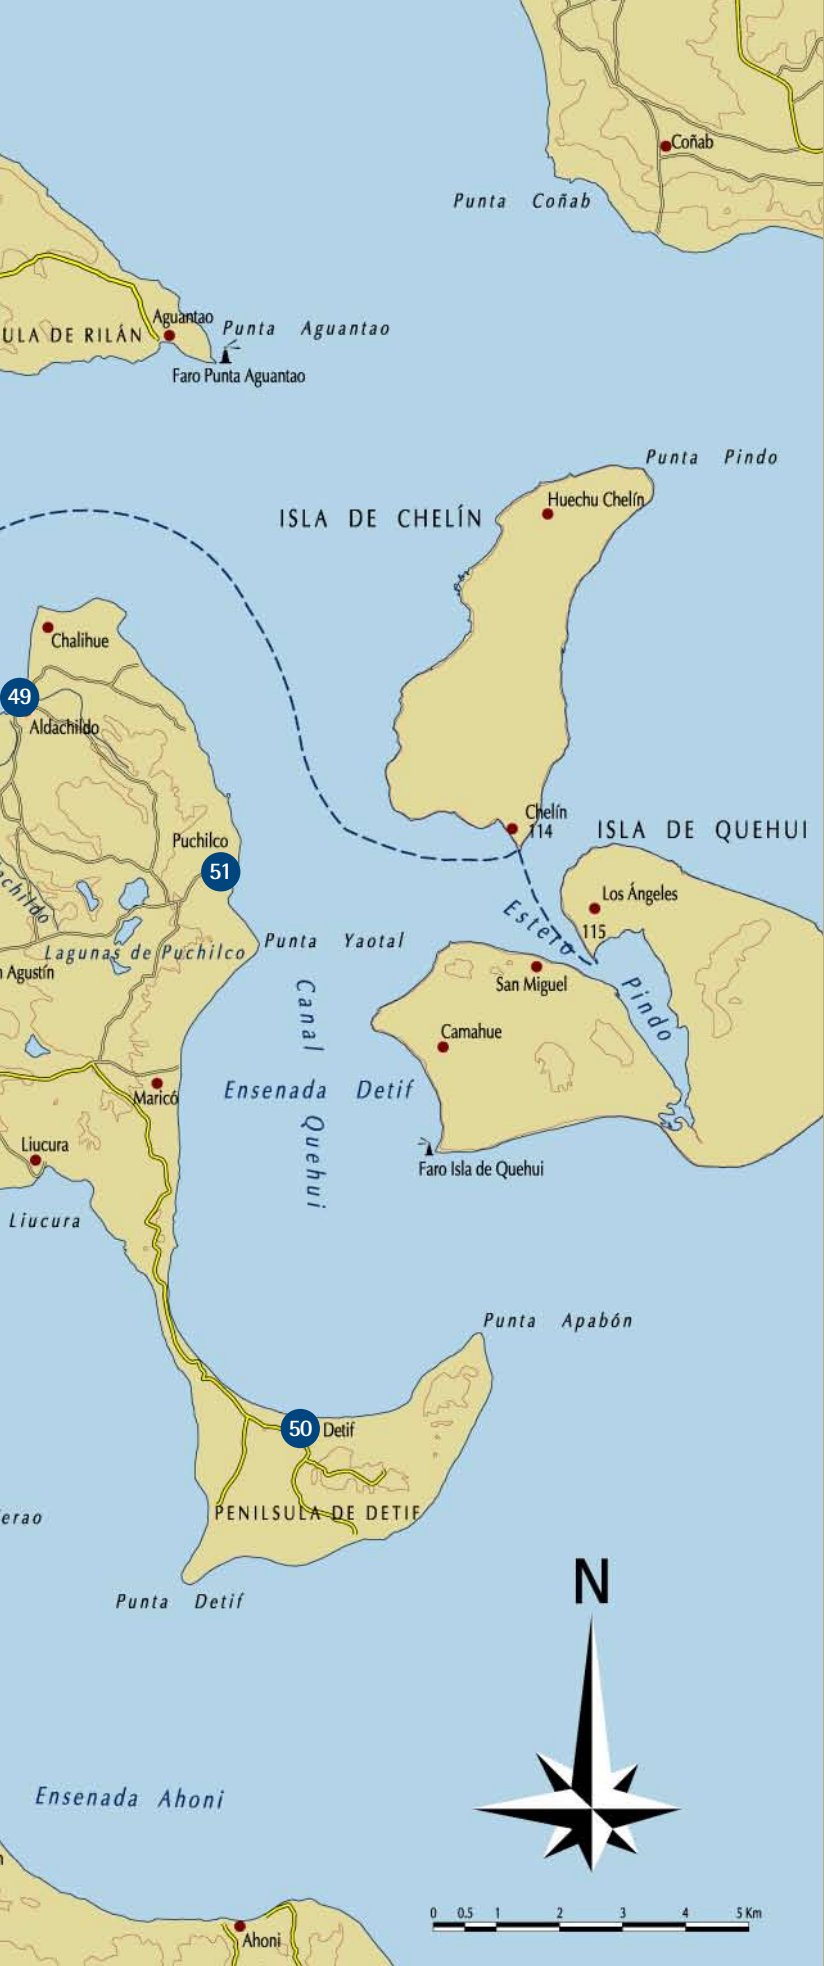 Coñab
Punta Coñab
Aguantao
Punta Aguantao
ULA DE RILÁN
Faro Punta Aguantao
Punta Pindo
Huechu Chelín
ISLA DE CHELÍN
Chalihue
49
Aldachildo
Chelín
114
ISLA DE QUEHUI
Puchilco
51
achildo
Los Ángeles
Estero
115
Punta Yaotal
Lagunas de Puchilco
Agustín
San Miguel
Pindo
Canal
Camahue
Ensenada Detif
Maricó
Quehui
Liucura
Faro Isla de Quehui
Liucura
Punta Apabón
50
Detif
PENILSULA DE DETIF
erao
N
Punta Detif
Ensenada Ahoni
0 0.5 1 2 3 4 5 Km
Ahoni